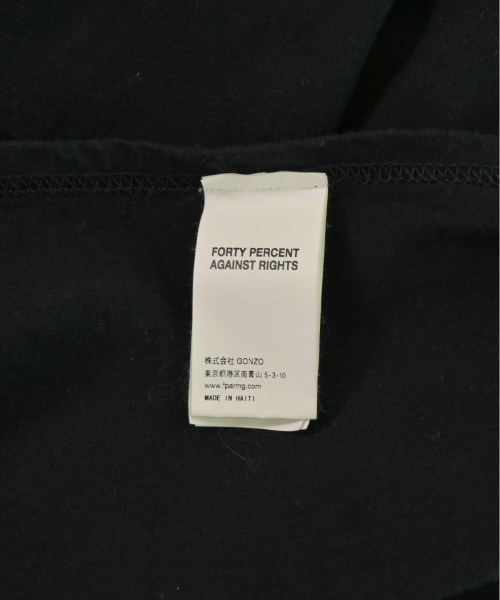 FORTY PERCENT
AGAINST RIGHTS
株式会社 GONZO
東京都港区南青山 5-3-10
www.fparmg.com
MADE IN HAITI